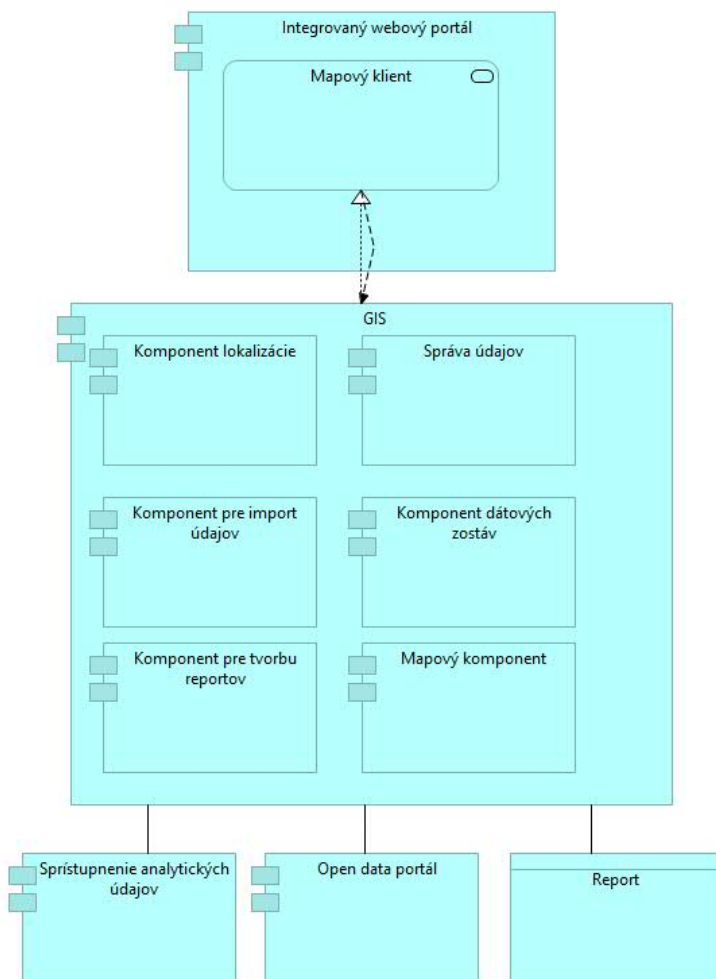 Integrovaný webový portál
Mapový klient
GIS
Komponent lokalizácie
Správa údajov
Komponent pre import
údajov
Komponent dátových
zostáv
Komponent pre tvorbu
reportov
Mapový komponent
Sprístupnenie analytických
údajov
Open data portál
Report